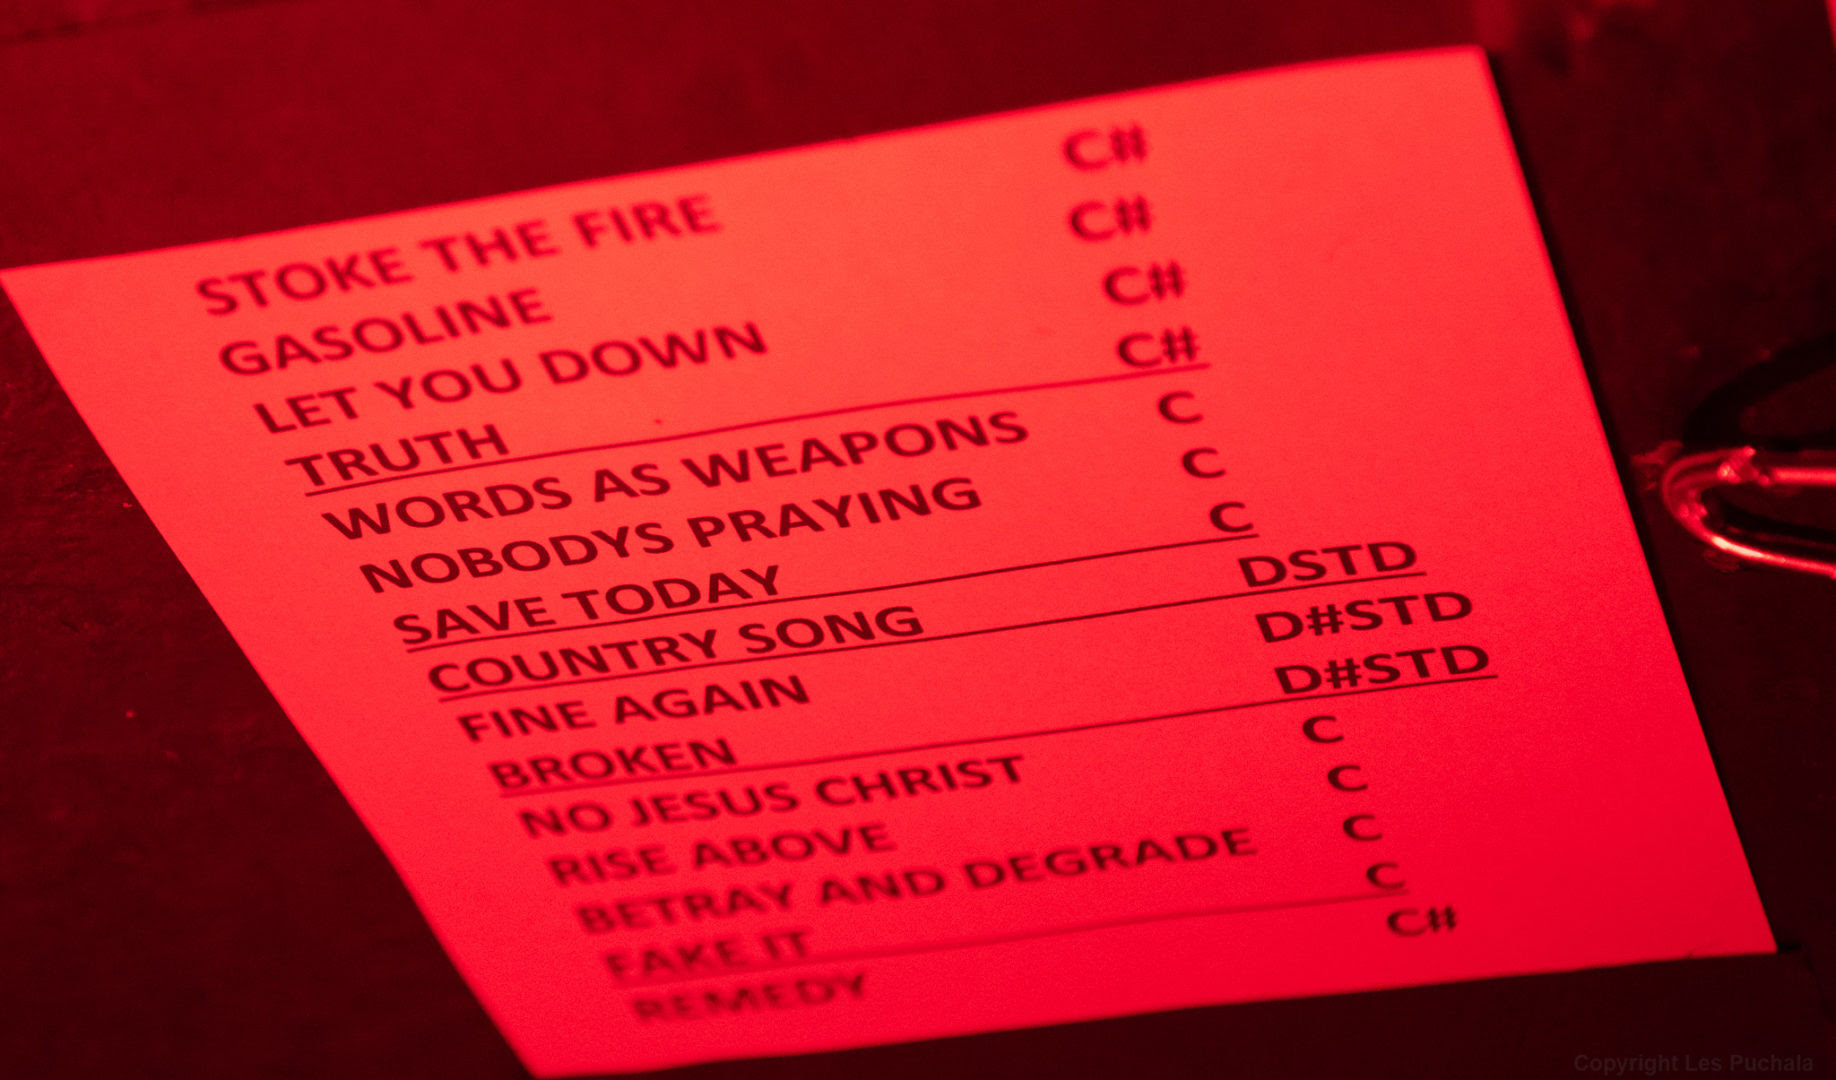 STOKE THE FIRE C#
GASOLINE C#
LET YOU DOWN C#
TRUTH C#
WORDS AS WEAPONS C
NOBODYS PRAYING C
SAVE TODAY C
COUNTRY SONG DSTD
FINE AGAIN D#STD
BROKEN D#STD
NO JESUS CHRIST C
RISE ABOVE C
BETRAY AND DEGRADE C
FAKE IT C
REMEDY C#
Copyright Les Puchala